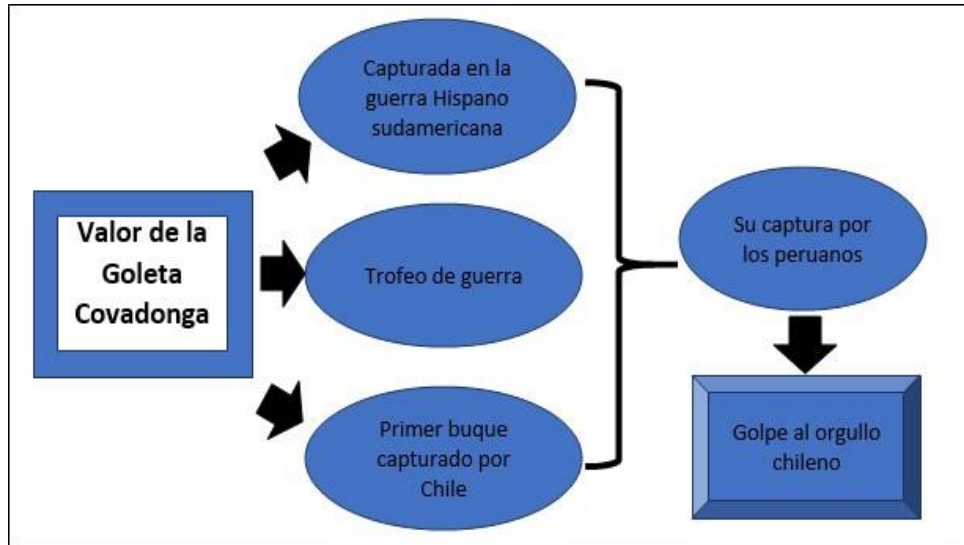 Valor de la
Goleta
Covadonga
Capturada en la
guerra Hispano
sudamericana
Trofeo de guerra
Primer buque
capturado por
Chile
Su captura por
los peruanos
Golpe al orgullo
chileno